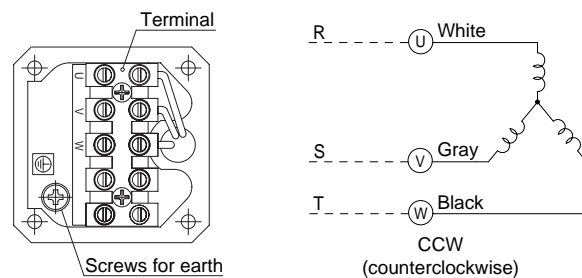 Terminal
U
V
W
Screws for earth
R U White
S V Gray
T W Black
CCW
(counterclockwise)